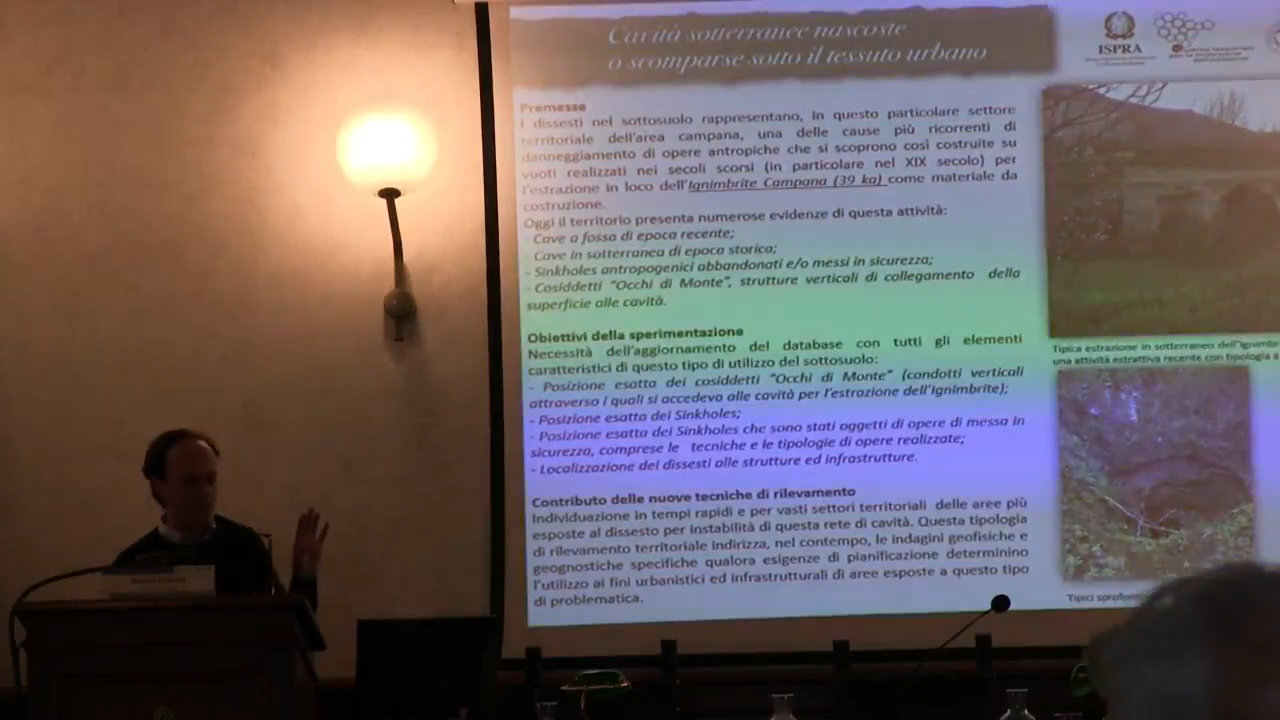 Cavità sotterranee nascoste
o scomparse sotto il tessuto urbano
ISPRA
Premesse
I dissesti nel sottosuolo rappresentano, in questo particolare settore
territoriale dell'area campana, una delle cause più ricorrenti di
danneggiamento di opere antropiche che si scoprono così costruite su
vuoti realizzati nei secoli scorsi (in particolare nel XIX secolo) per
l'estrazione in loco dell'Ignimbrite Campana (39 ka) come materiale da
costruzione.
Oggi il territorio presenta numerose evidenze di questa attività:
Cave a fossa di epoca recente;
Cave in sotterranea di epoca storica;
- Sinkholes antropogenici abbandonati e/o messi in sicurezza;
- Cosiddetti "Occhi di Monte", strutture verticali di collegamento della
superficie alle cavità.
Obiettivi della sperimentazione
Necessità dell'aggiornamento del database con tutti gli elementi
caratteristici di questo tipo di utilizzo del sottosuolo:
- Posizione esatta dei cosiddetti "Occhi di Monte" (condotti verticali
attraverso i quali si accedeva alle cavità per l'estrazione dell'Ignimbrite);
- Posizione esatta dei Sinkholes;
- Posizione esatta dei Sinkholes che sono stati oggetti di opere di messa in
sicurezza, comprese le tecniche e le tipologie di opere realizzate;
- Localizzazione dei dissesti alle strutture ed infrastrutture.
Contributo delle nuove tecniche di rilevamento
Individuazione in tempi rapidi e per vasti settori territoriali delle aree più
esposte al dissesto per instabilità di questa rete di cavità. Questa tipologia
di rilevamento territoriale indirizza, nel contempo, le indagini geofisiche e
geognostiche specifiche qualora esigenze di pianificazione determinino
l'utilizzo ai fini urbanistici ed infrastrutturali di aree esposte a questo tipo
di problematica.
Tipica estrazione in sotterraneo dell'Ignimbr
una attività estrattiva recente con tipologia a
Tipici